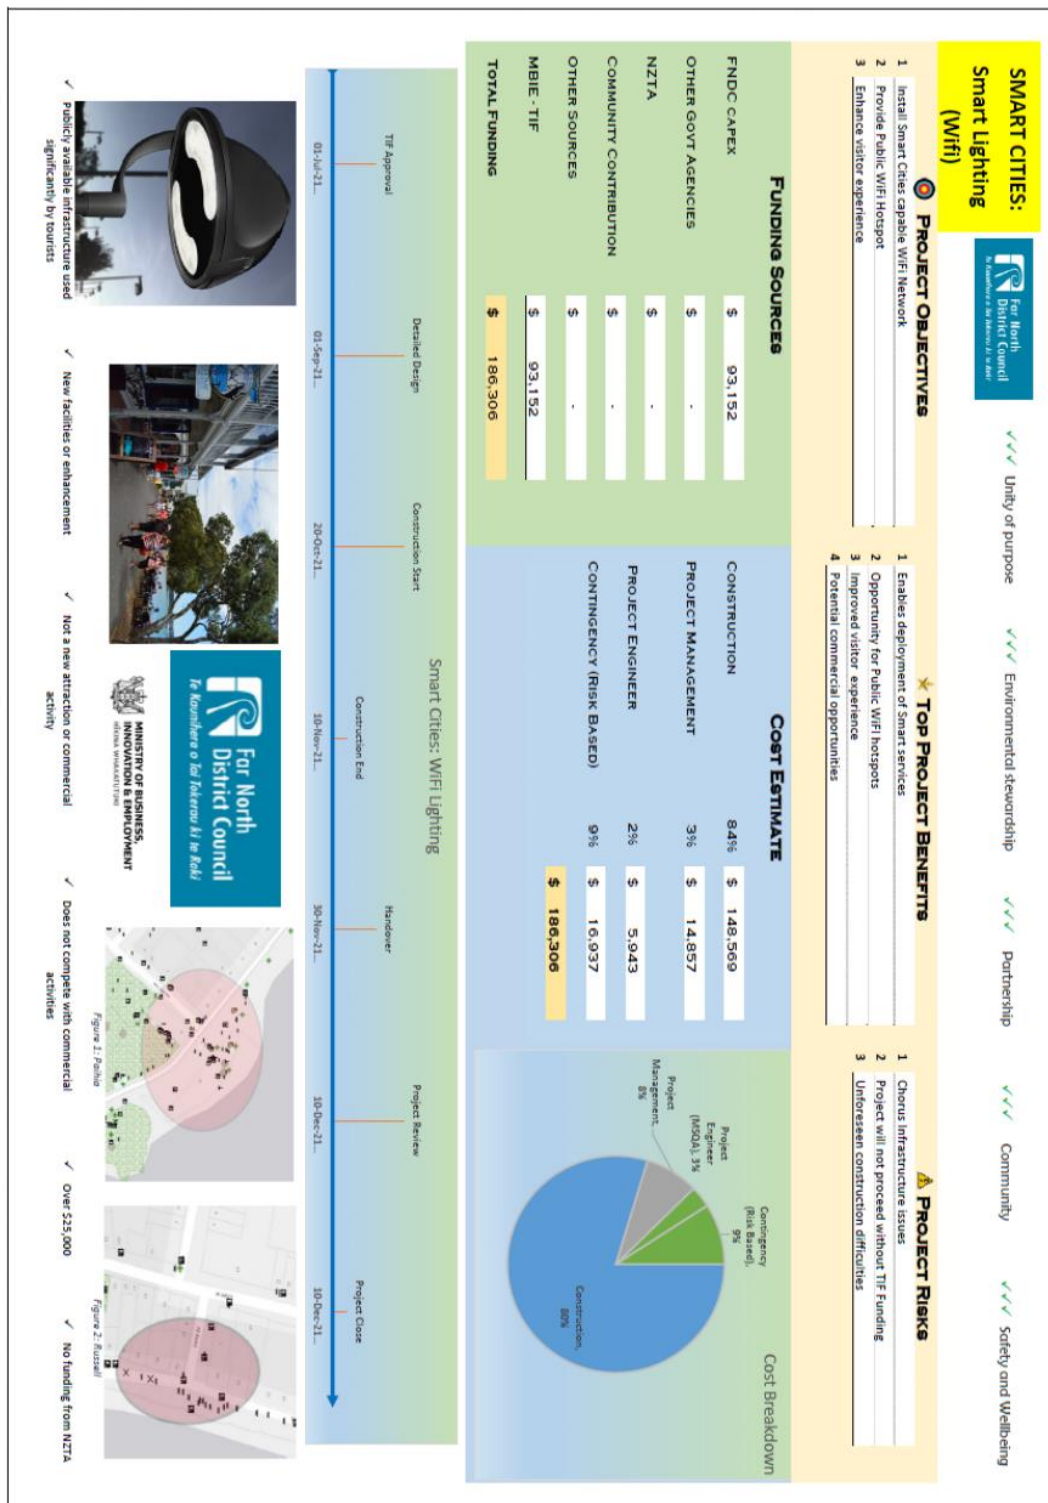 SMART CITIES:
Smart Lighting
(Wifi)
Far North
District Council
Te Kaunihera o Tai Tokerau ki te Raki
✓✓✓ Unity of purpose
✓✓✓ Environmental stewardship
✓✓✓ Partnership
✓✓✓ Community
✓✓✓ Safety and Wellbeing
PROJECT OBJECTIVES
1 Install Smart Cities capable WiFi Network
2 Provide Public WiFi Hotspot
3 Enhance visitor experience
TOP PROJECT BENEFITS
1 Enables deployment of Smart services
2 Opportunity for Public WiFi hotspots
3 Improved visitor experience
4 Potential commercial opportunities
PROJECT RISKS
1 Chorus Infrastructure issues
2 Project will not proceed without TIF Funding
3 Unforeseen construction difficulties
FUNDING SOURCES
FNDC CAPEX $ 93,152
OTHER GOVT AGENCIES $ -
NZTA $ -
COMMUNITY CONTRIBUTION $ -
OTHER SOURCES $ -
MBIE - TIF $ 93,152
TOTAL FUNDING $ 186,306
COST ESTIMATE
CONSTRUCTION 84% $ 148,569
PROJECT MANAGEMENT 3% $ 14,857
PROJECT ENGINEER 2% $ 5,943
CONTINGENCY (RISK BASED) 9% $ 16,937
$ 186,306
Cost Breakdown
Contingency
(Risk Based),
9%
Project
Engineer
(MSQA), 3%
Project
Management,
8%
Construction,
80%
Smart Cities: WiFi Lighting
TIF Approval
Detailed Design
Construction Start
Construction End
Handover
Project Review
Project Close
01-Jul-21...
01-Sep-21...
20-Oct-21...
10-Nov-21...
30-Nov-21...
10-Dec-21...
10-Dec-21...
Far North
District Council
Te Kaunihera o Tai Tokerau ki te Raki
MINISTRY OF BUSINESS,
INNOVATION & EMPLOYMENT
HĪKINA WHAKATUTUKI
Figure 1: Paihia
Figure 2: Russell
✓ Publicly available infrastructure used
significantly by tourists
✓ New facilities or enhancement
✓ Not a new attraction or commercial
activity
✓ Does not compete with commercial
activities
✓ Over $25,000
✓ No funding from NZTA